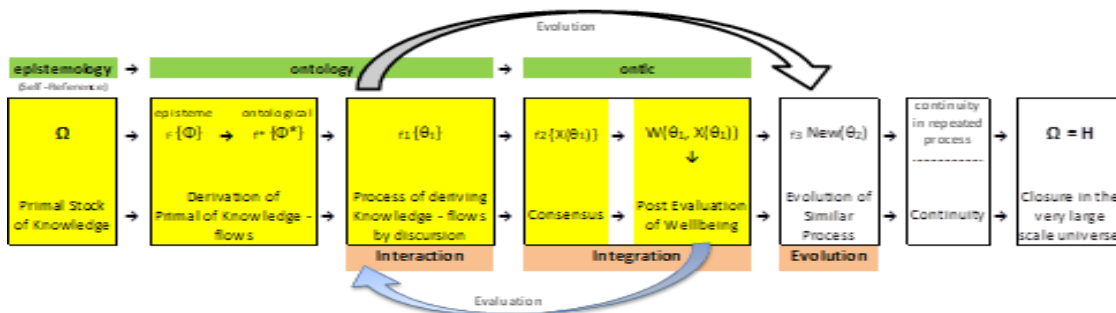 Evolution
epistemology → ontology → ontic
(Self-Reference)
Ω
Primal Stock
of Knowledge
episteme ontological
F {Φ} → f* {Φ*}
Derivation of
Primal of Knowledge -
flows
f1 {θ1}
Process of deriving
Knowledge - flows
by discursion
Interaction
f2 {X(θ1)}
Consensus
W(θ1, X(θ1))
↓
Post Evaluation
of Wellbeing
Integration
f3 New(θ2)
Evolution of
Similar
Process
Evolution
continuity
in repeated
process
Continuity
Ω = H
Closure in the
very large
scale universe
Evaluation